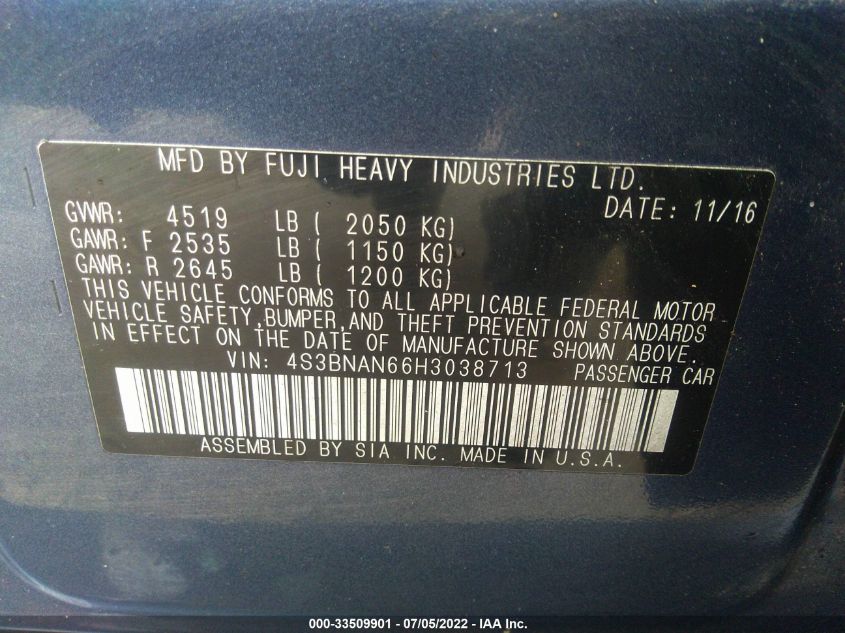 MFD BY FUJI HEAVY INDUSTRIES LTD.
DATE: 11/16
GVWR: 4519 LB ( 2050 KG)
GAWR: F 2535 LB ( 1150 KG)
GAWR: R 2645 LB ( 1200 KG)
THIS VEHICLE CONFORMS TO ALL APPLICABLE FEDERAL MOTOR
VEHICLE SAFETY,BUMPER,AND THEFT PREVENTION STANDARDS
IN EFFECT ON THE DATE OF MANUFACTURE SHOWN ABOVE.
VIN: 4S3BNAN66H3038713 PASSENGER CAR
ASSEMBLED BY SIA INC. MADE IN U.S.A.
000-33509901 - 07/05/2022 - IAA Inc.